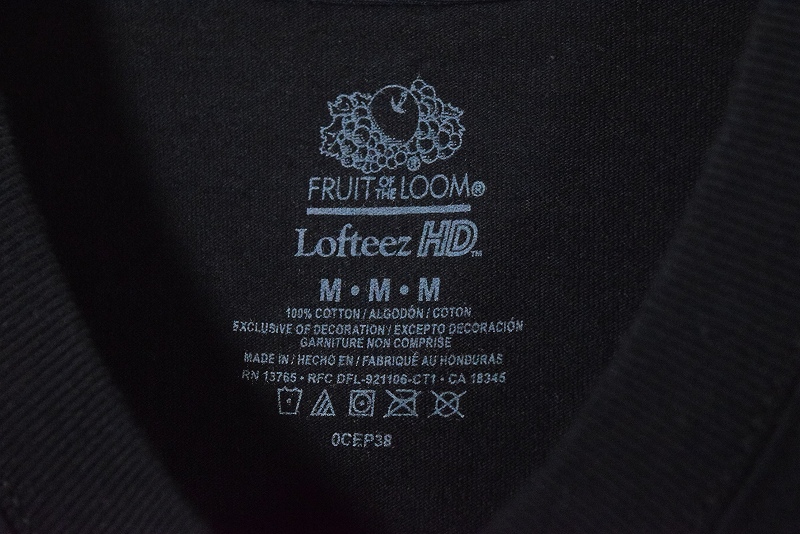 FRUIT OF THE LOOM®
Lofteez HD™
M • M • M
100% COTTON / ALGODÓN / COTON
EXCLUSIVE OF DECORATION / EXCEPTO DECORACIÓN
GARNITURE NON COMPRISE
MADE IN / HECHO EN / FABRIQUÉ AU HONDURAS
RN 13765 • RFC DFL-921106-CT1 • CA 18345
0CEP38